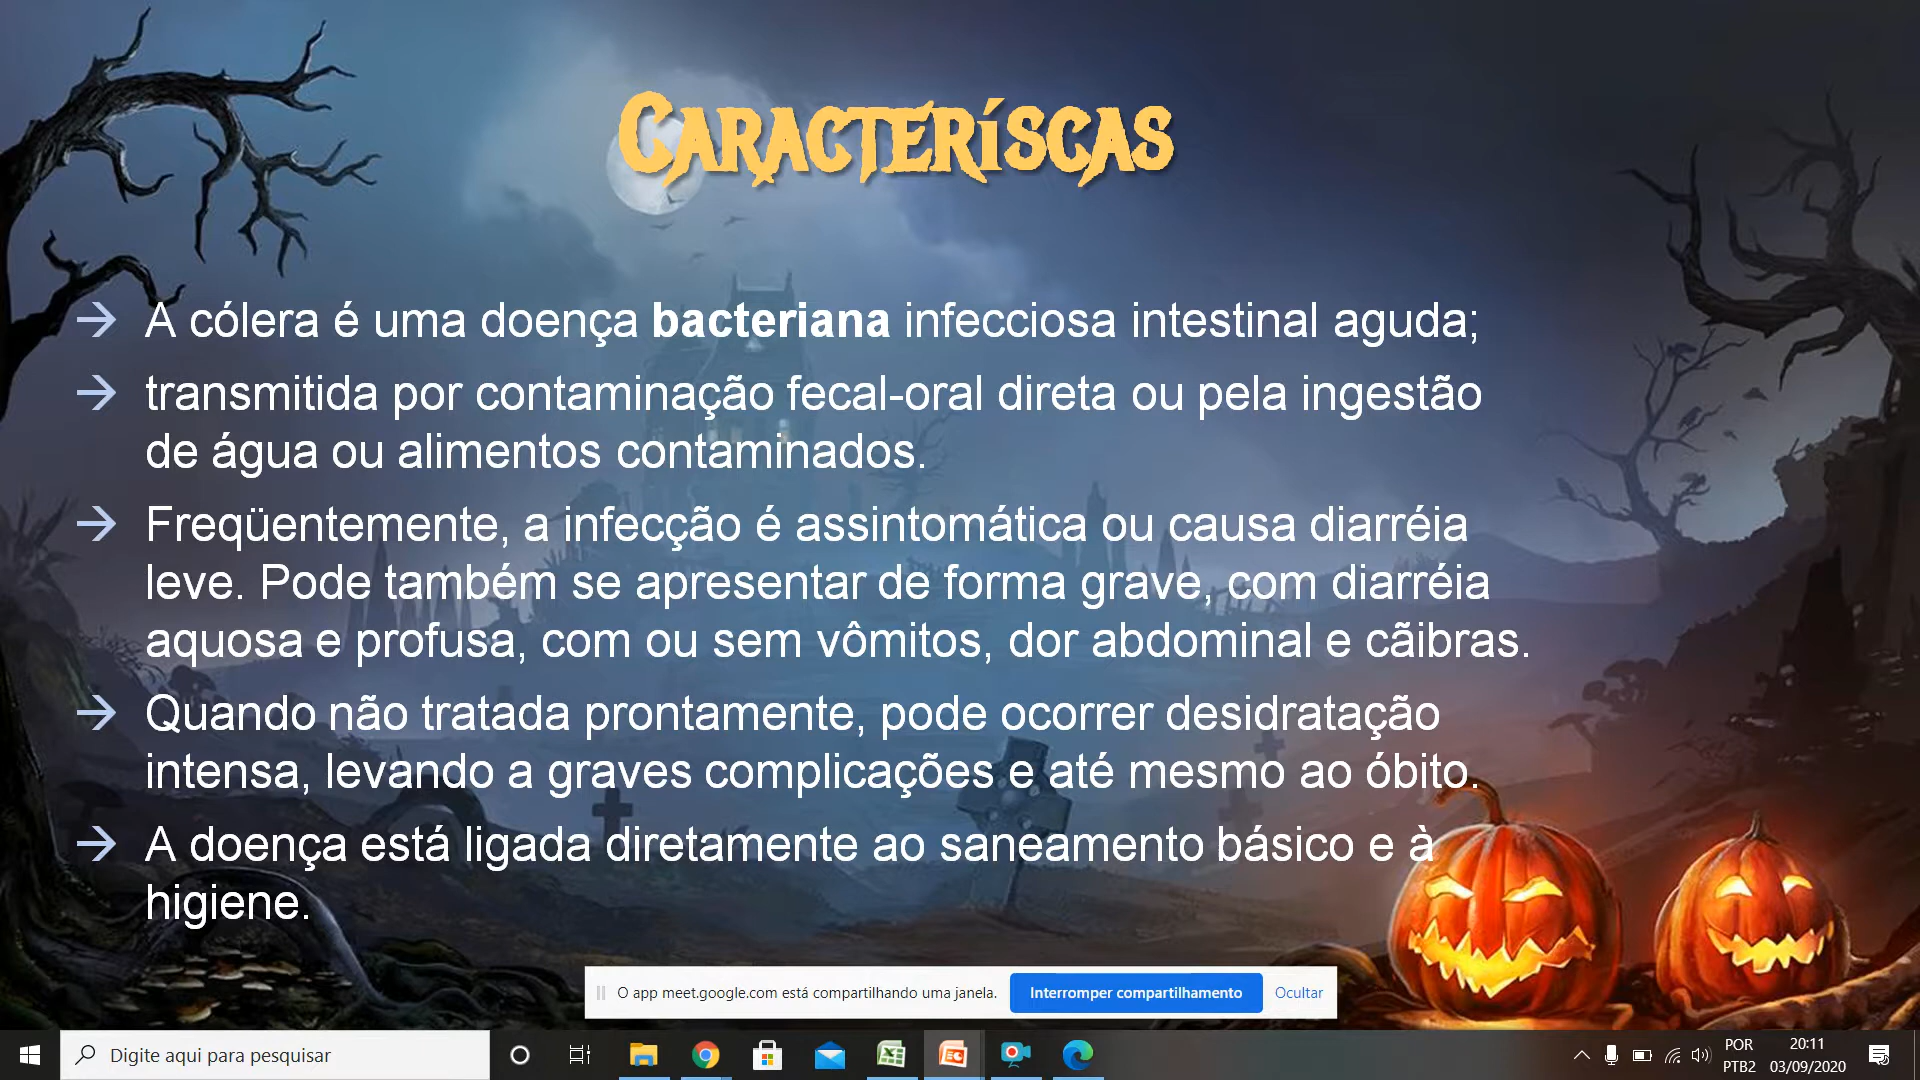 Caracteríscas
A cólera é uma doença bacteriana infecciosa intestinal aguda;
transmitida por contaminação fecal-oral direta ou pela ingestão
de água ou alimentos contaminados.
Freqüentemente, a infecção é assintomática ou causa diarréia
leve. Pode também se apresentar de forma grave, com diarréia
aquosa e profusa, com ou sem vômitos, dor abdominal e cãibras.
Quando não tratada prontamente, pode ocorrer desidratação
intensa, levando a graves complicações e até mesmo ao óbito.
A doença está ligada diretamente ao saneamento básico e à
higiene.
O app meet.google.com está compartilhando uma janela. Interromper compartilhamento Ocultar
Digite aqui para pesquisar
POR 20:11
PTB2 03/09/2020